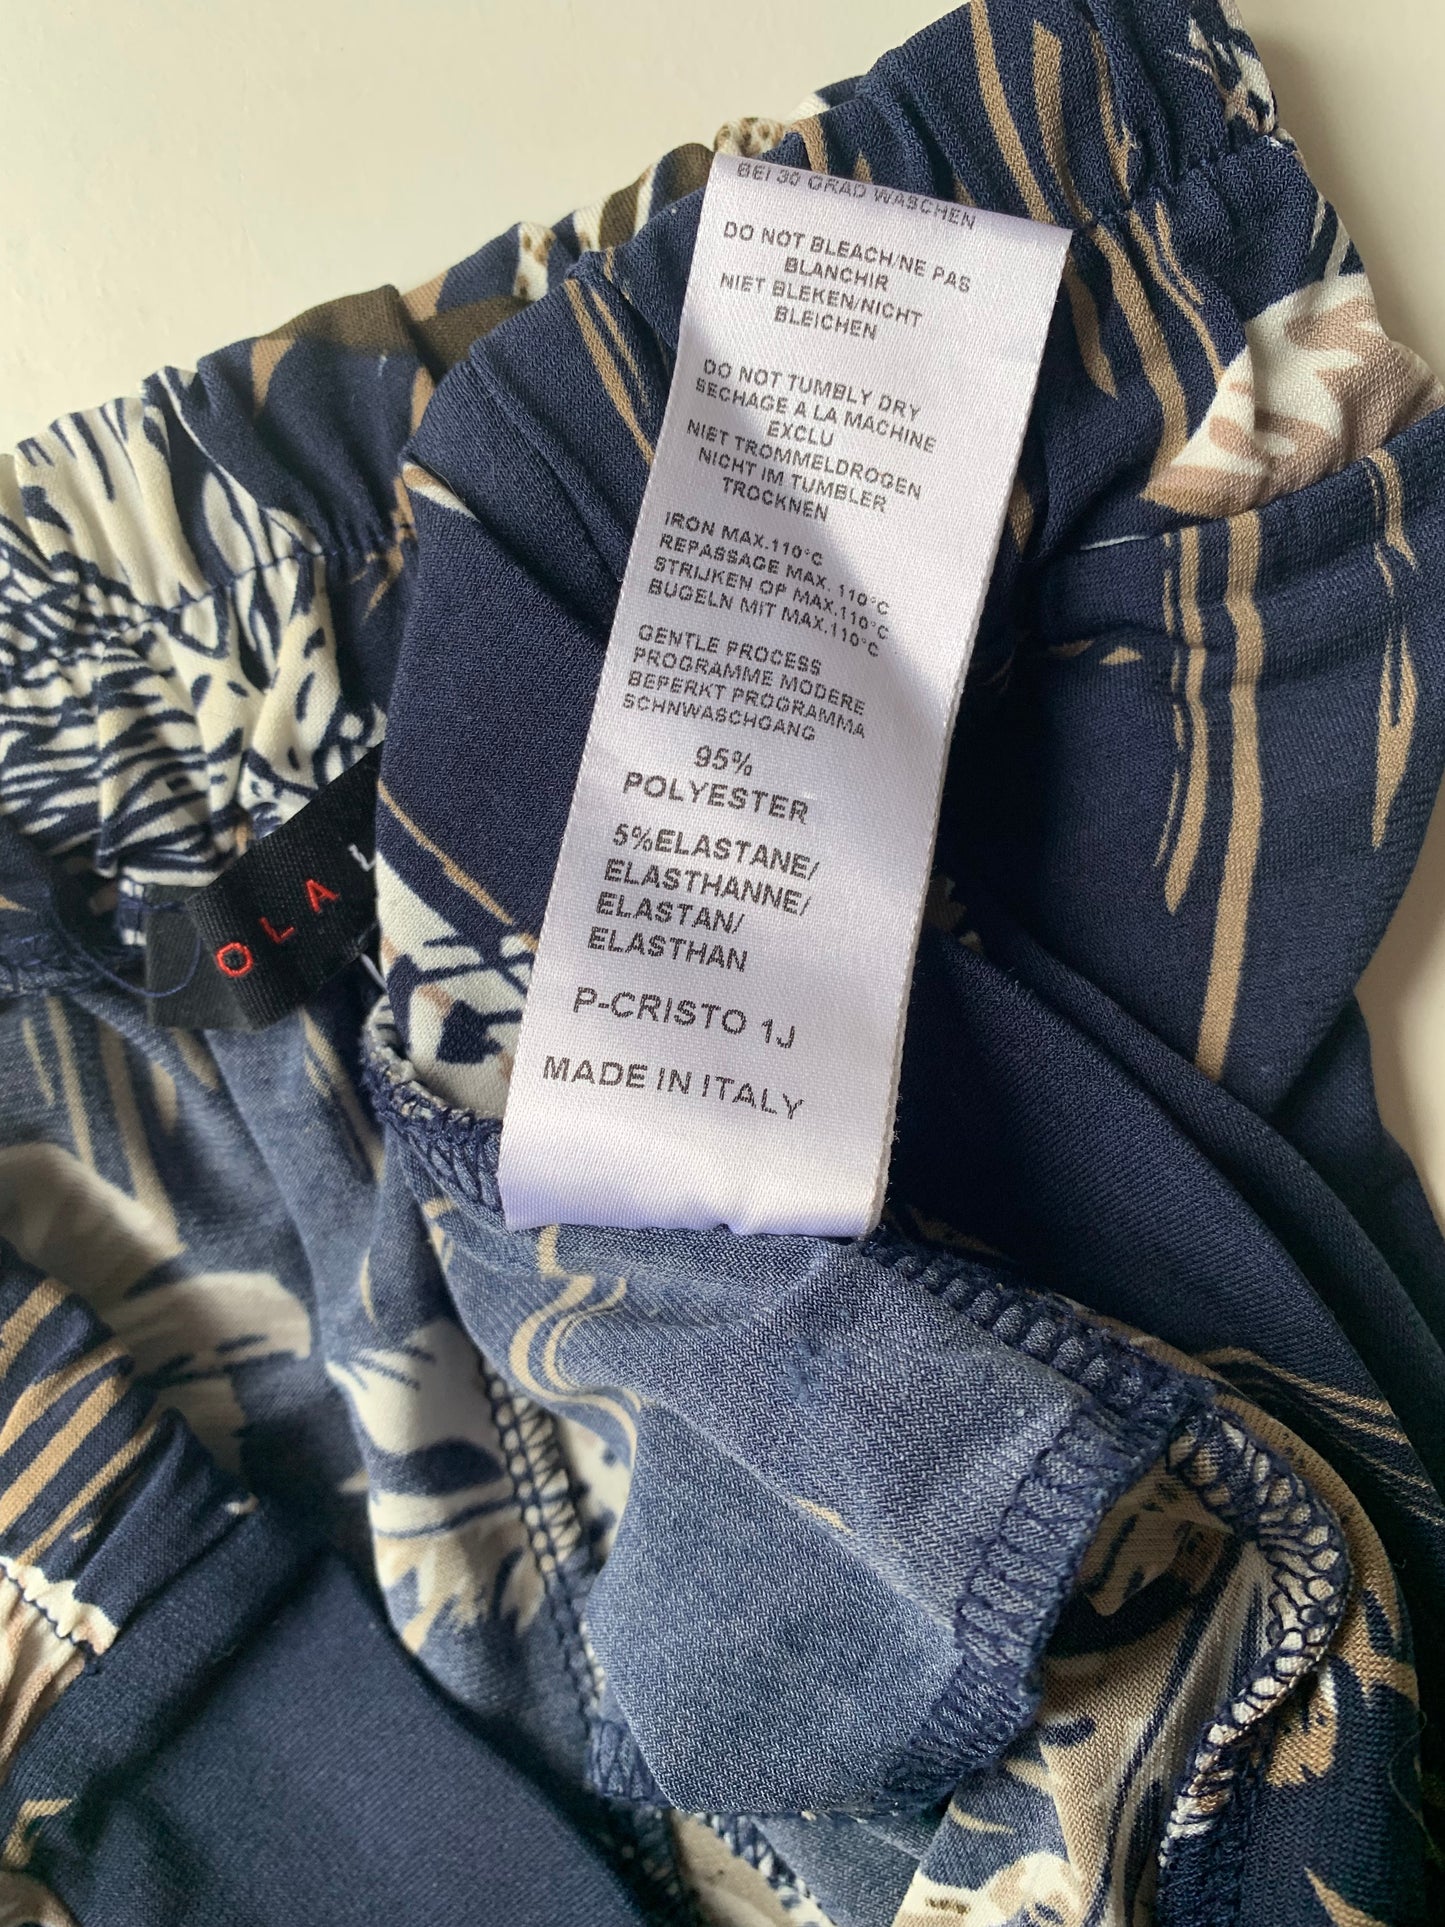 BEI 30 GRAD WASCHEN
DO NOT BLEACH/NE PAS
BLANCHIR
NIET BLEKEN/NICHT
BLEICHEN
DO NOT TUMBLY DRY
SECHAGE A LA MACHINE
EXCLU
NIET TROMMELDROGEN
NICHT IM TUMBLER
TROCKNEN
IRON MAX.110°C
REPASSAGE MAX.110°C
STRIJKEN OP MAX.110°C
BUGELN MIT MAX.110°C
GENTLE PROCESS
PROGRAMME MODERE
BEPERKT PROGRAMMA
SCHNWASCHGANG
95%
POLYESTER
5%ELASTANE/
ELASTHANNE/
ELASTAN/
ELASTHAN
P-CRISTO 1J
MADE IN ITALY
OLA